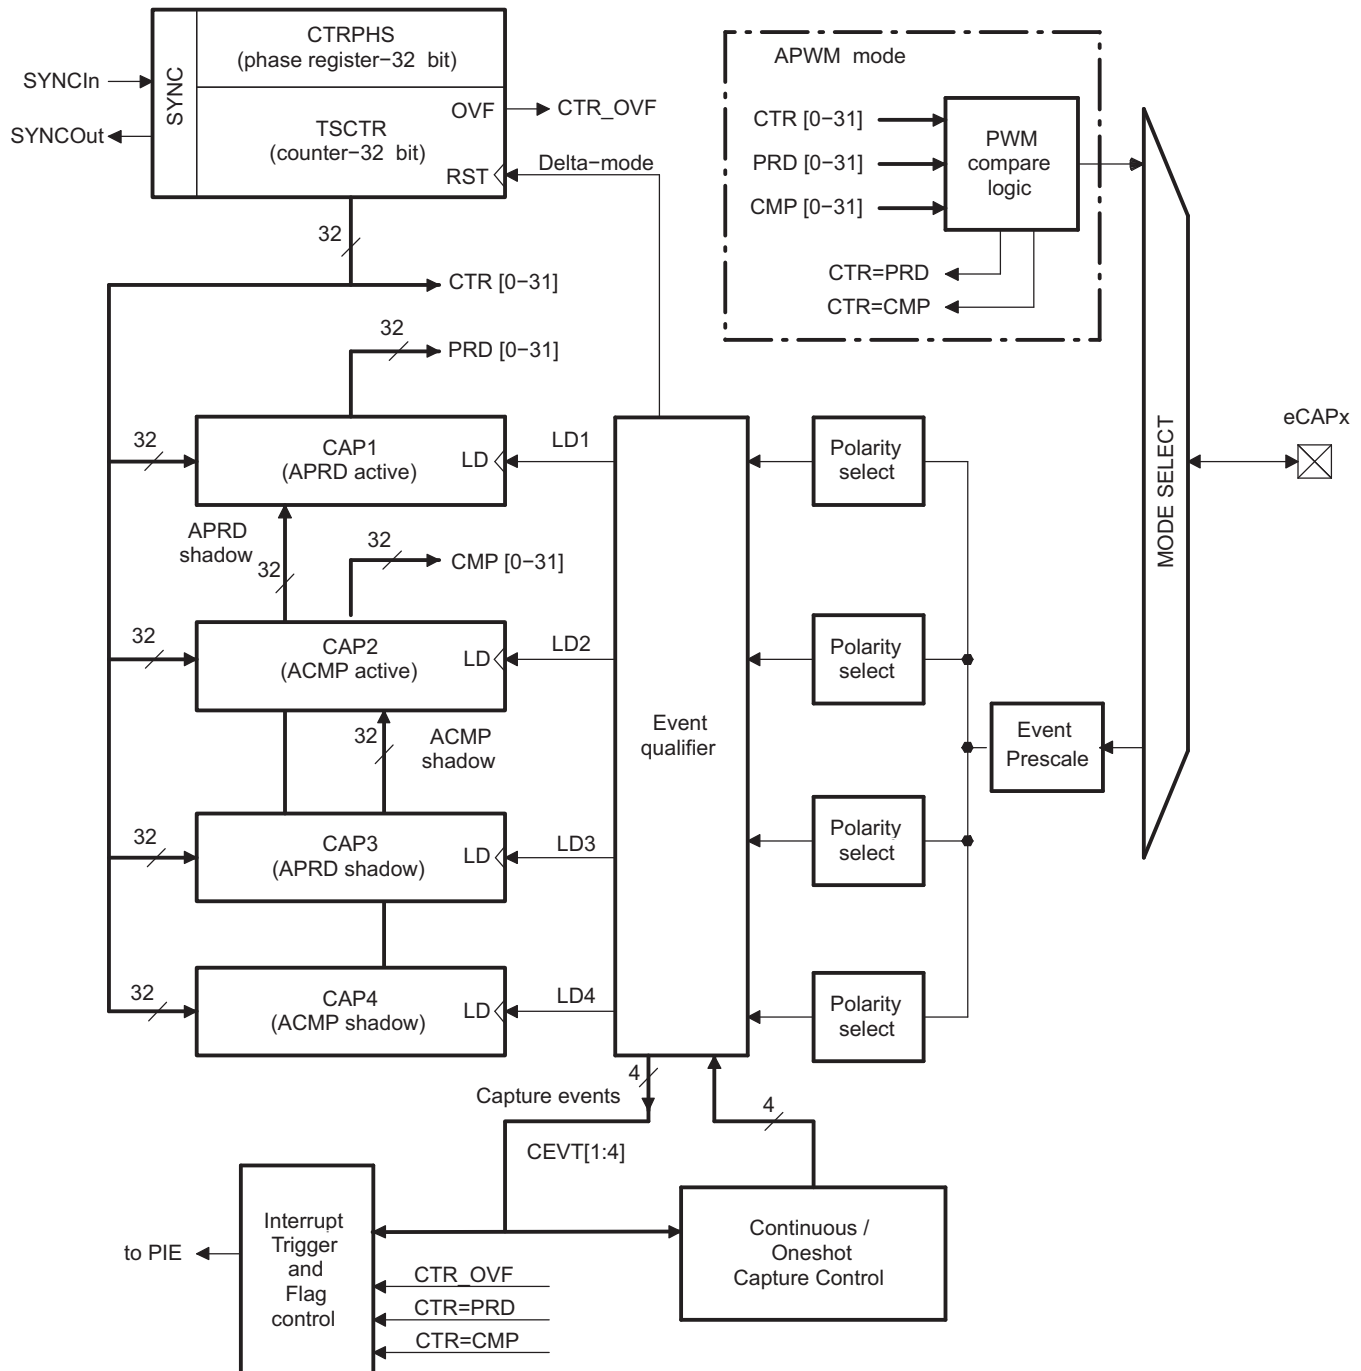 CTRPHS
(phase register−32 bit)
APWM mode
SYNCIn
SYNC
OVF
CTR_OVF
SYNCOut
TSCTR
(counter−32 bit)
RST
Delta−mode
CTR [0−31]
PRD [0−31]
CMP [0−31]
PWM
compare
logic
CTR=PRD
CTR=CMP
32
CTR [0−31]
32
PRD [0−31]
MODE SELECT
eCAPx
32
CAP1
(APRD active)
LD
LD1
Polarity
select
APRD
shadow
32
32
CMP [0−31]
32
CAP2
(ACMP active)
LD
LD2
Polarity
select
32
ACMP
shadow
Event
qualifier
Event
Prescale
32
CAP3
(APRD shadow)
LD
LD3
Polarity
select
32
CAP4
(ACMP shadow)
LD
LD4
Polarity
select
4
Capture events
4
CEVT[1:4]
Interrupt
Trigger
and
Flag
control
to PIE
Continuous /
Oneshot
Capture Control
CTR_OVF
CTR=PRD
CTR=CMP